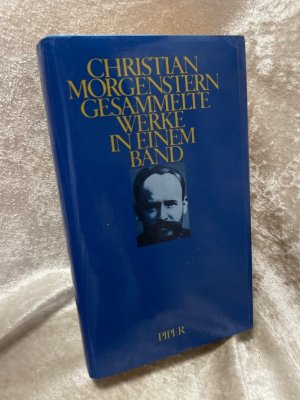 CHRISTIAN
MORGENSTERN
GESAMMELTE
WERKE
IN EINEM
BAND
PIPER